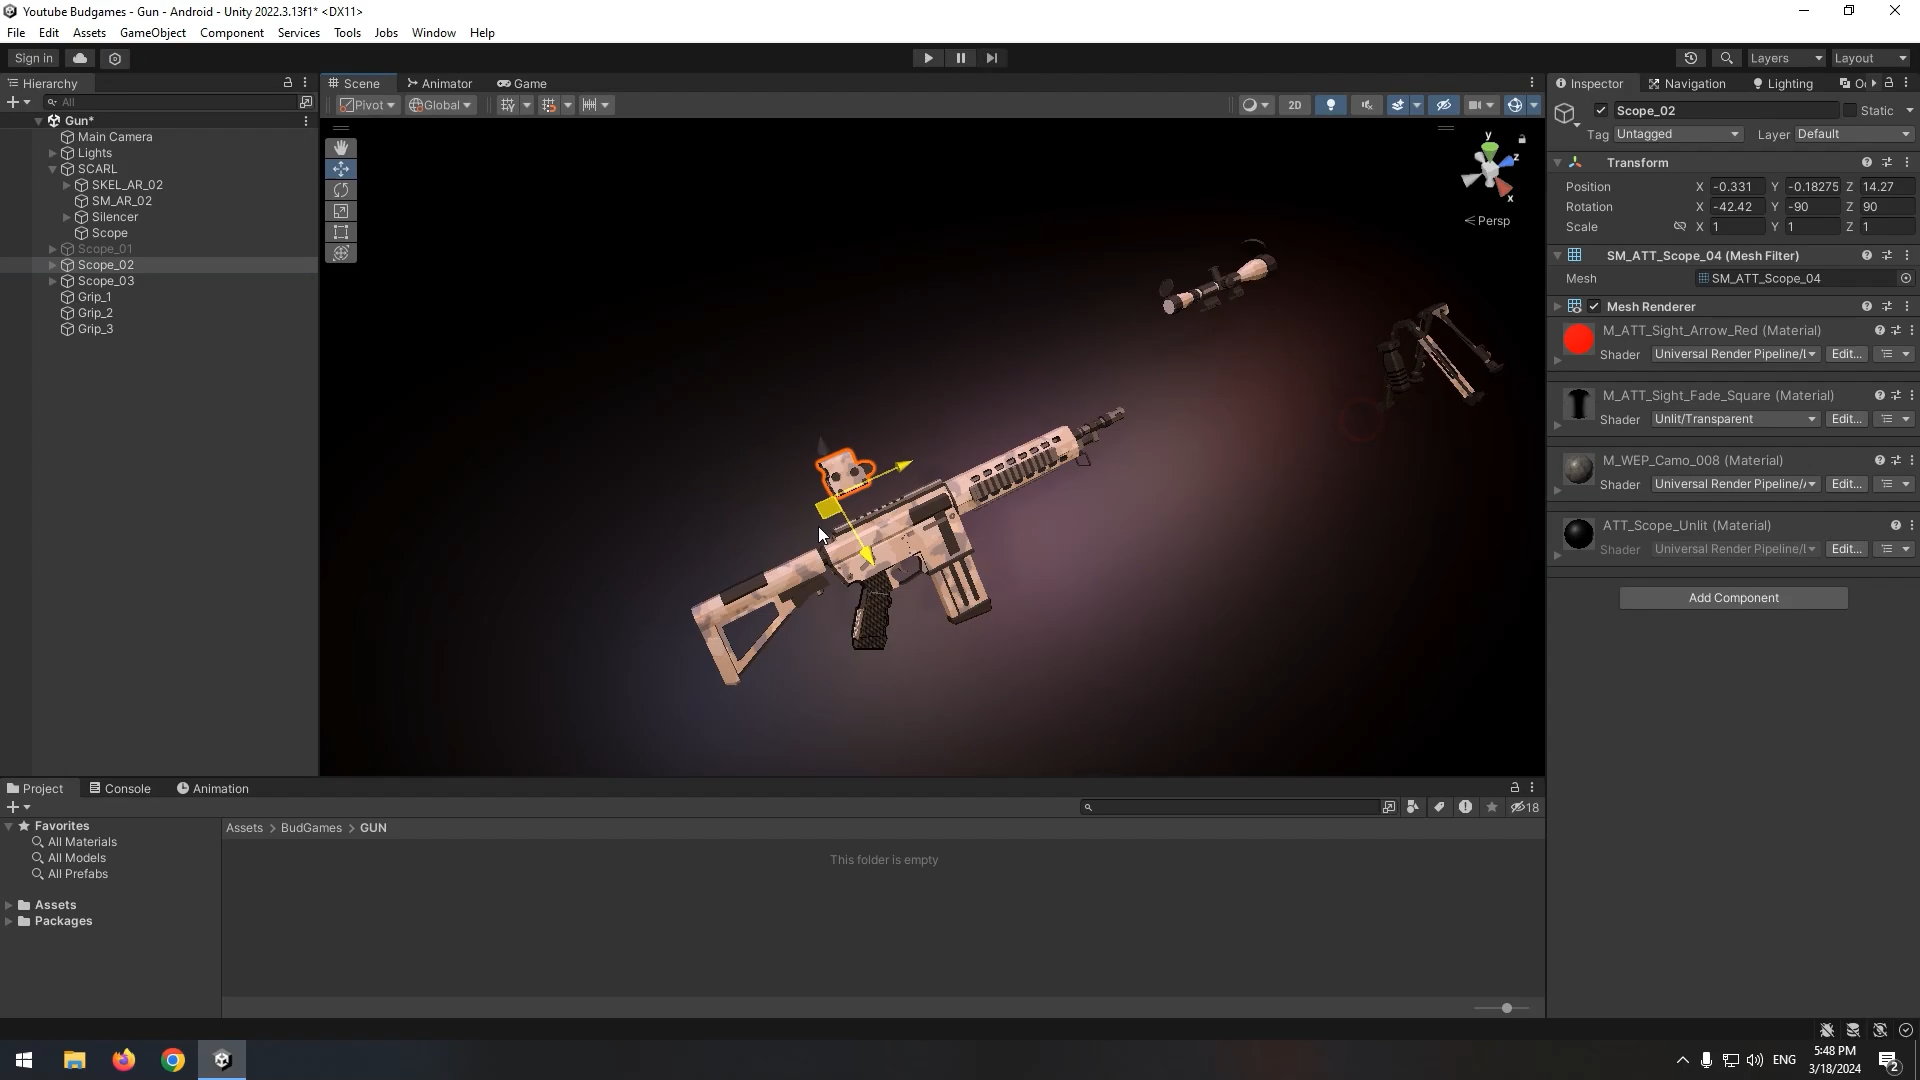 Youtube Budgames - Gun - Android - Unity 2022.3.13f1* <DX11>
File Edit Assets GameObject Component Services Tools Jobs Window Help
Sign in Layers Layout
Hierarchy Scene Animator Game Inspector Navigation Lighting
All Pivot Global 2D
Gun*
Main Camera
Lights
SCARL
SKEL_AR_02
SM_AR_02
Silencer
Scope
Scope_01
Scope_02
Scope_03
Grip_1
Grip_2
Grip_3
y
z
x
< Persp
Scope_02 Static
Tag Untagged Layer Default
Transform
Position X -0.331 Y -0.18275 Z 14.27
Rotation X -42.42 Y -90 Z 90
Scale X 1 Y 1 Z 1
SM_ATT_Scope_04 (Mesh Filter)
Mesh SM_ATT_Scope_04
Mesh Renderer
M_ATT_Sight_Arrow_Red (Material)
Shader Universal Render Pipeline/L Edit...
M_ATT_Sight_Fade_Square (Material)
Shader Unlit/Transparent Edit...
M_WEP_Camo_008 (Material)
Shader Universal Render Pipeline/ Edit...
ATT_Scope_Unlit (Material)
Shader Universal Render Pipeline/L Edit...
Add Component
Project Console Animation
18
Favorites
All Materials
All Models
All Prefabs
Assets
Packages
Assets > BudGames > GUN
This folder is empty
ENG
5:48 PM
3/18/2024
2